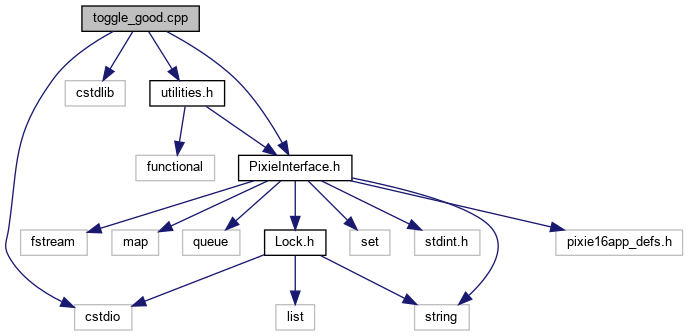 toggle_good.cpp
cstdlib
utilities.h
functional
PixieInterface.h
fstream
map
queue
Lock.h
set
stdint.h
pixie16app_defs.h
cstdio
list
string